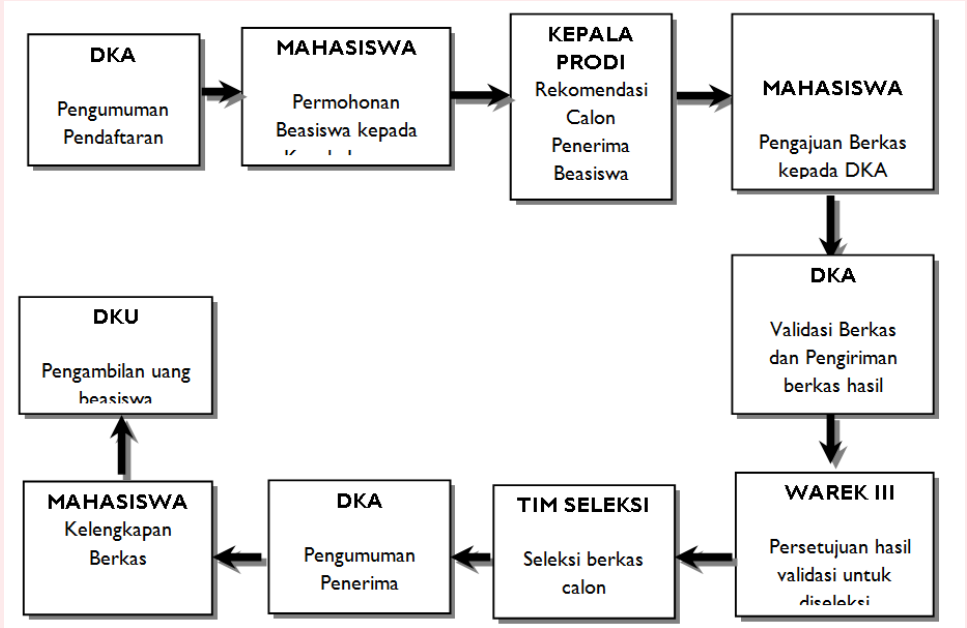 DKA
Pengumuman
Pendaftaran
MAHASISWA
Permohonan
Beasiswa kepada
KEPALA
PRODI
Rekomendasi
Calon
Penerima
Beasiswa
MAHASISWA
Pengajuan Berkas
kepada DKA
DKA
Validasi Berkas
dan Pengiriman
berkas hasil
WAREK III
Persetujuan hasil
validasi untuk
diseleksi
TIM SELEKSI
Seleksi berkas
calon
DKA
Pengumuman
Penerima
MAHASISWA
Kelengkapan
Berkas
DKU
Pengambilan uang
beasiswa